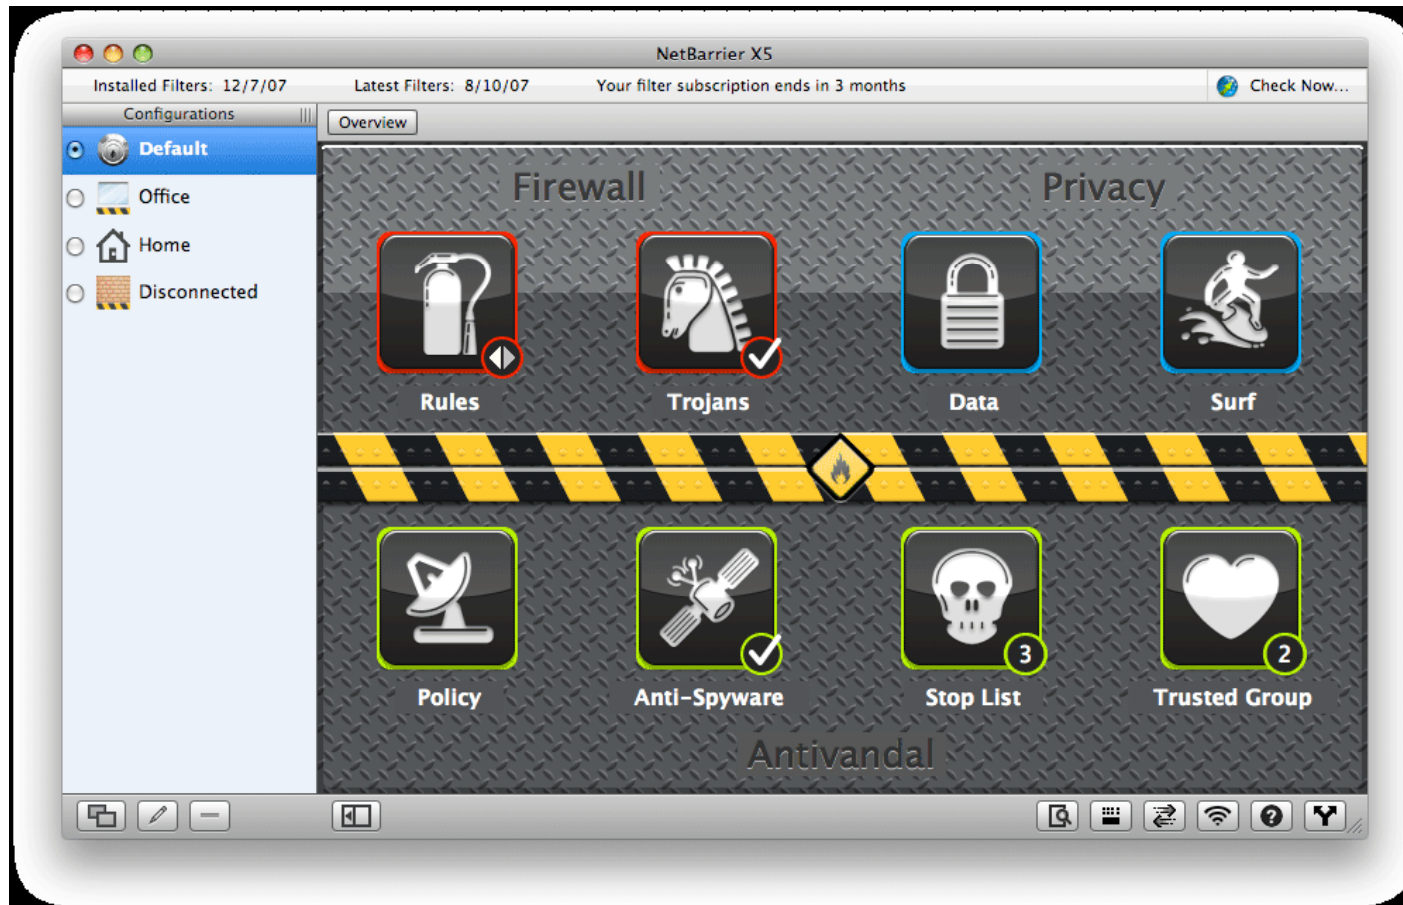 NetBarrier X5
Installed Filters: 12/7/07 Latest Filters: 8/10/07 Your filter subscription ends in 3 months Check Now...
Configurations
Overview
Default
Office
Home
Disconnected
Firewall Privacy
Rules Trojans Data Surf
3 2
Policy Anti-Spyware Stop List Trusted Group
Antivandal
?